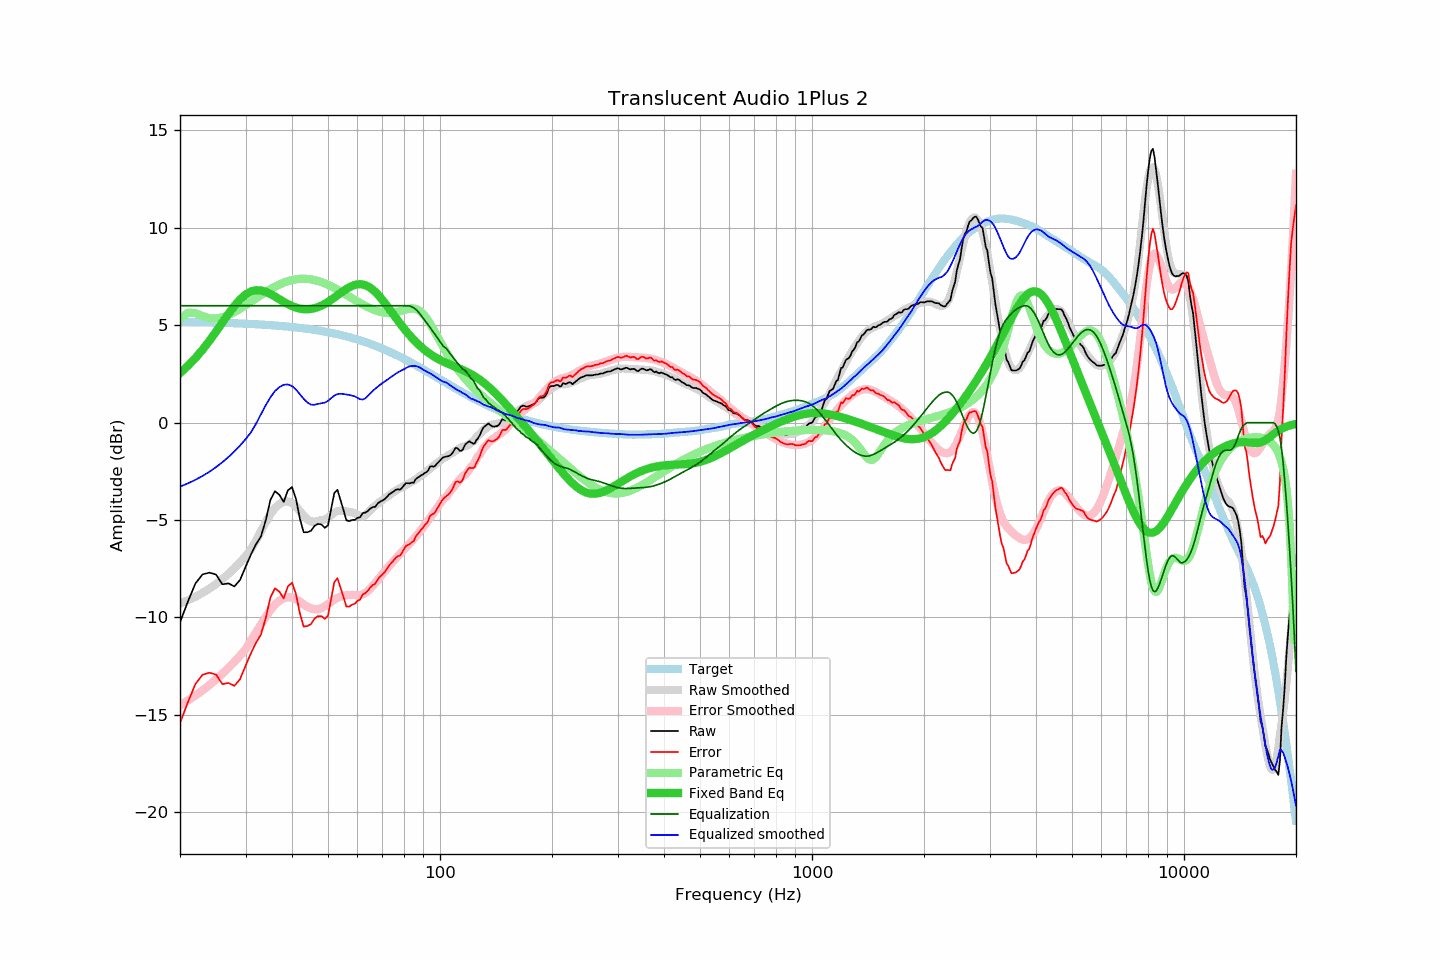 Translucent Audio 1Plus 2
Amplitude (dBr)
15
10
5
0
−5
−10
−15
−20
Target
Raw Smoothed
Error Smoothed
Raw
Error
Parametric Eq
Fixed Band Eq
Equalization
Equalized smoothed
100
1000
10000
Frequency (Hz)